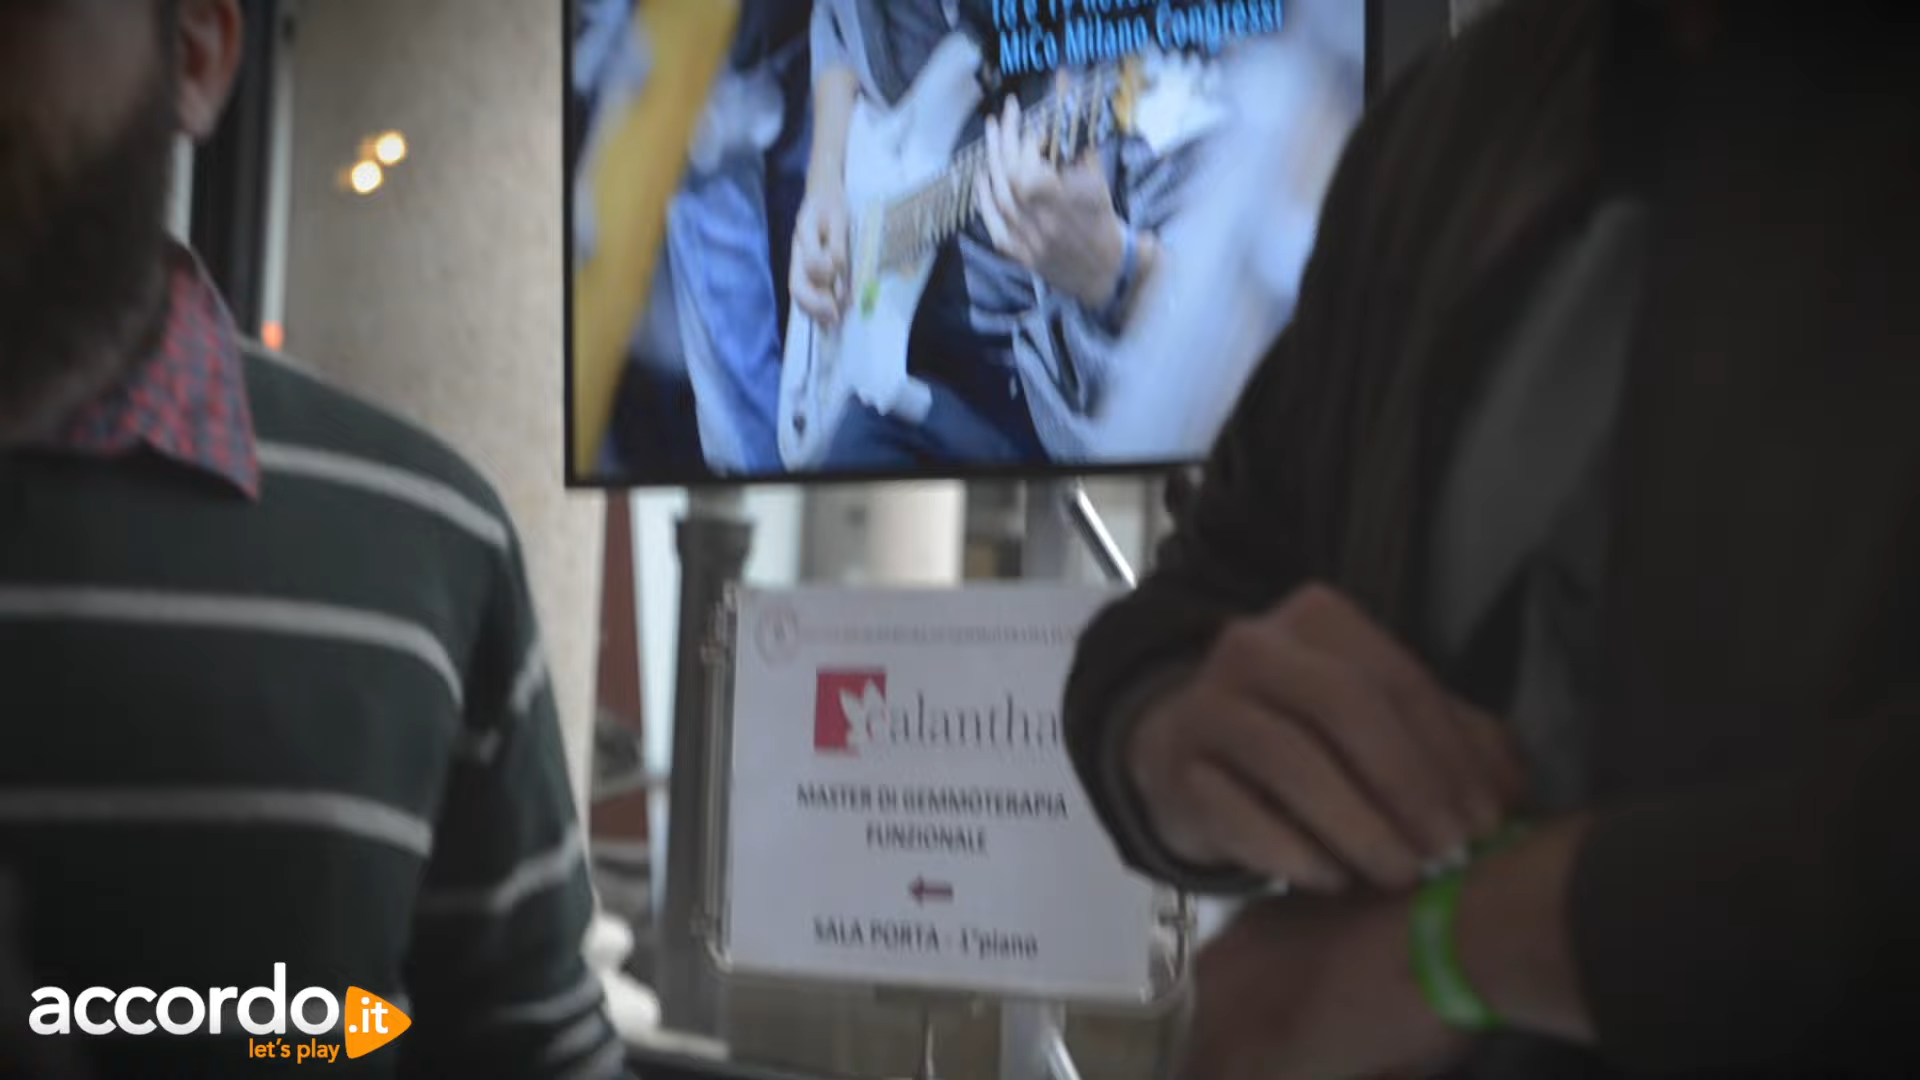 MiCo Milano Congressi
calantha
MASTER DI GEMMOTERAPIA
FUNZIONALE
SALA PORTA - 1°piano
accordo.it
let's play